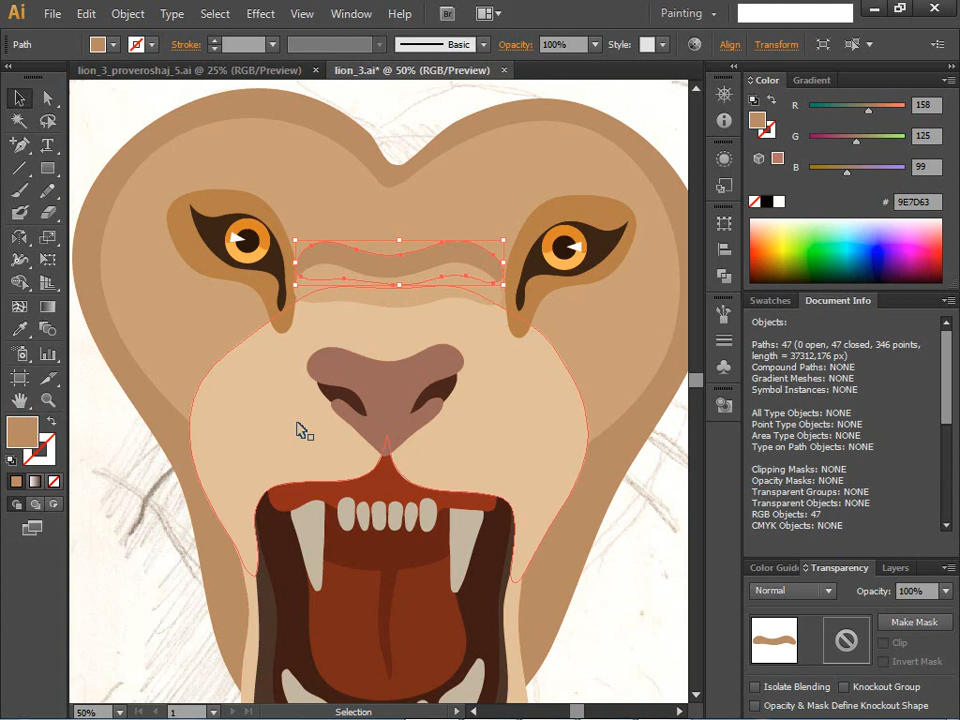 Ai File Edit Object Type Select Effect View Window Help Br Painting
Path Stroke: Basic Opacity: 100% Style: Align Transform
lion_3_proveroshaj_5.ai @ 25% (RGB/Preview) × lion_3.ai* @ 50% (RGB/Preview) ×
Color Gradient
R 158
G 125
B 99
# 9E7D63
Swatches Document Info
Objects:
Paths: 47 (0 open, 47 closed, 346 points,
length = 37312,176 px)
Compound Paths: NONE
Gradient Meshes: NONE
Symbol Instances: NONE
All Type Objects: NONE
Point Type Objects: NONE
Area Type Objects: NONE
Type on Path Objects: NONE
Clipping Masks: NONE
Opacity Masks: NONE
Transparent Groups: NONE
Transparent Objects: NONE
RGB Objects: 47
CMYK Objects: NONE
Color Guide Transparency Layers
Normal Opacity: 100%
Make Mask
Clip
Invert Mask
Isolate Blending Knockout Group
Opacity & Mask Define Knockout Shape
50% 1 Selection